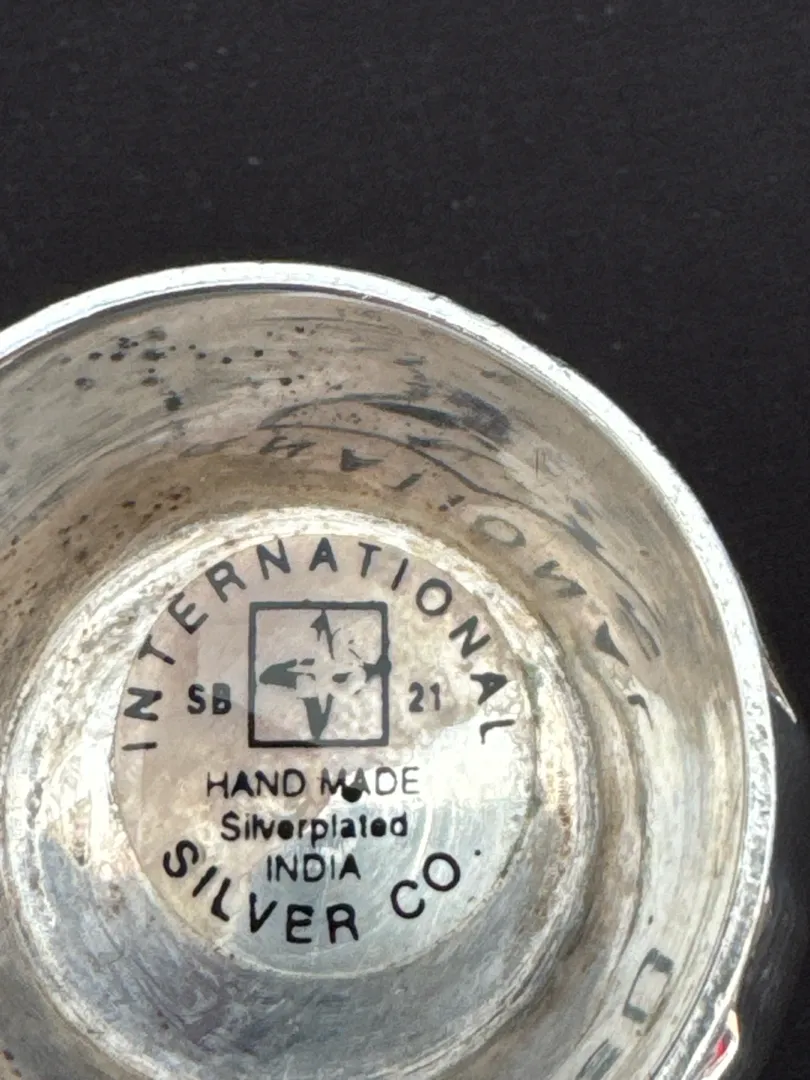 INTERNATIONAL
SB 21
HAND MADE
Silverplated
INDIA
SILVER CO.